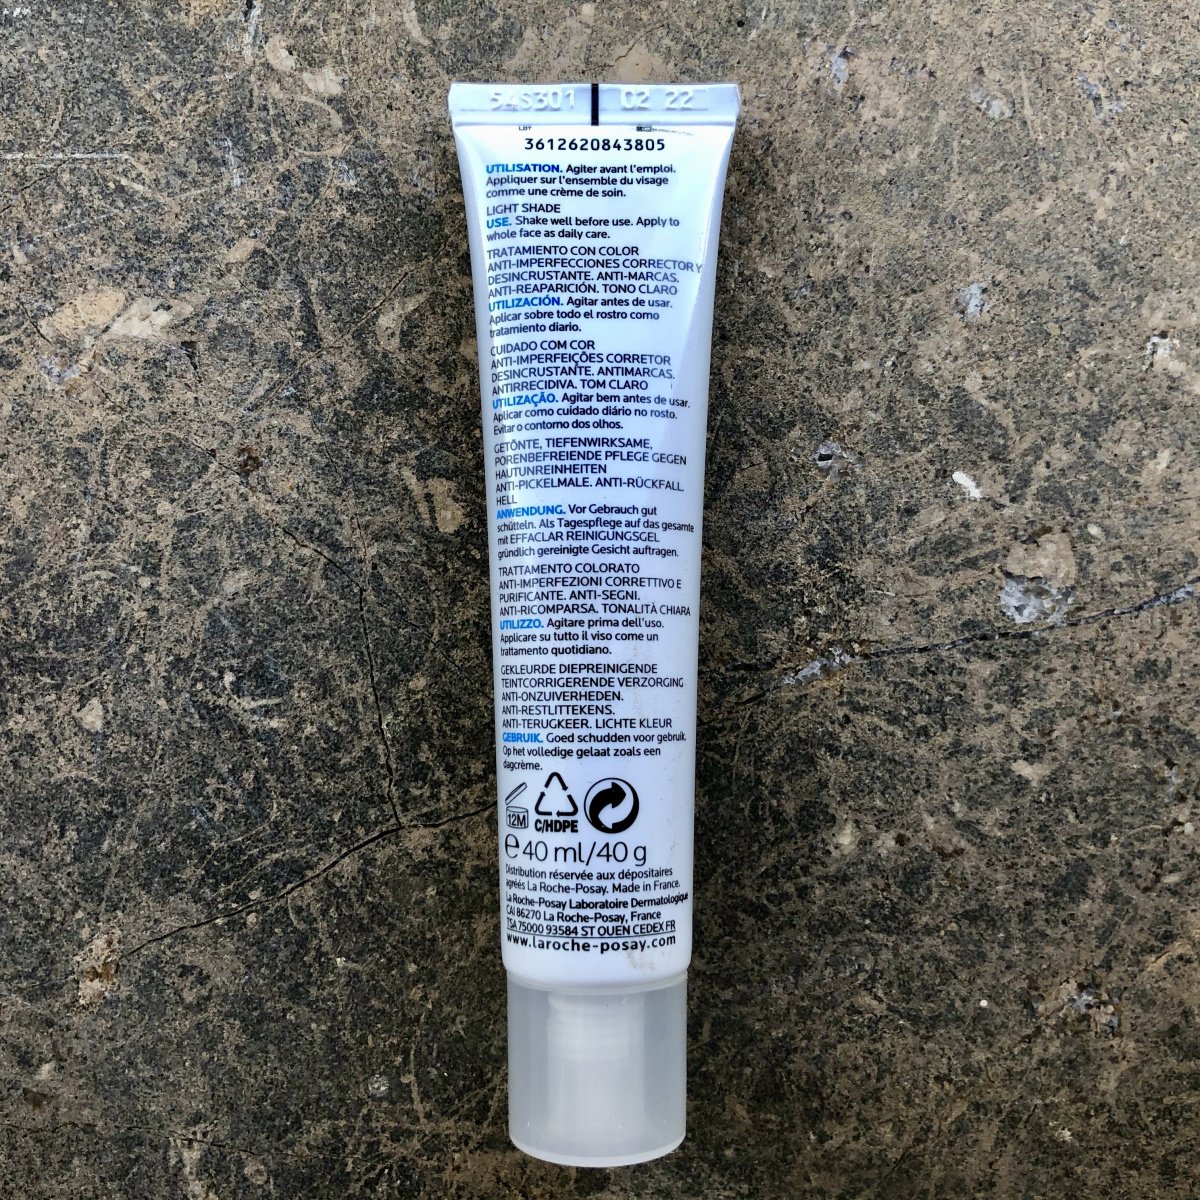 54S301 02 22
LOT
3612620843805
UTILISATION. Agiter avant l'emploi.
Appliquer sur l'ensemble du visage
comme une crème de soin.
LIGHT SHADE
USE. Shake well before use. Apply to
whole face as daily care.
TRATAMIENTO CON COLOR
ANTI-IMPERFECCIONES CORRECTOR Y
DESINCRUSTANTE. ANTI-MARCAS.
ANTI-REAPARICIÓN. TONO CLARO
UTILIZACIÓN. Agitar antes de usar.
Aplicar sobre todo el rostro como
tratamiento diario.
CUIDADO COM COR
ANTI-IMPERFEIÇÕES CORRETOR
DESINCRUSTANTE. ANTIMARCAS.
ANTIRRECIDIVA. TOM CLARO
UTILIZAÇÃO. Agitar bem antes de usar.
Aplicar como cuidado diário no rosto.
Evitar o contorno dos olhos.
GETÖNTE, TIEFENWIRKSAME,
PORENBEFREIENDE PFLEGE GEGEN
HAUTUNREINHEITEN
ANTI-PICKELMALE. ANTI-RÜCKFALL.
HELL
ANWENDUNG. Vor Gebrauch gut
schütteln. Als Tagespflege auf das gesamte
mit EFFACLAR REINIGUNGSGEL
gründlich gereinigte Gesicht auftragen.
TRATTAMENTO COLORATO
ANTI-IMPERFEZIONI CORRETTIVO E
PURIFICANTE. ANTI-SEGNI.
ANTI-RICOMPARSA. TONALITÀ CHIARA
UTILIZZO. Agitare prima dell'uso.
Applicare su tutto il viso come un
trattamento quotidiano.
GEKLEURDE DIEPREINIGENDE
TEINTCORRIGERENDE VERZORGING
ANTI-ONZUIVERHEDEN.
ANTI-RESTLITTEKENS.
ANTI-TERUGKEER. LICHTE KLEUR
GEBRUIK. Goed schudden voor gebruik.
Op het volledige gelaat zoals een
dagcrème.
12M C/HDPE
e 40 ml/40 g
Distribution réservée aux dépositaires
agréés La Roche-Posay. Made in France.
La Roche-Posay Laboratoire Dermatologique
CAI 86270 La Roche-Posay, France
TSA 75000 93584 ST OUEN CEDEX FR
www.laroche-posay.com